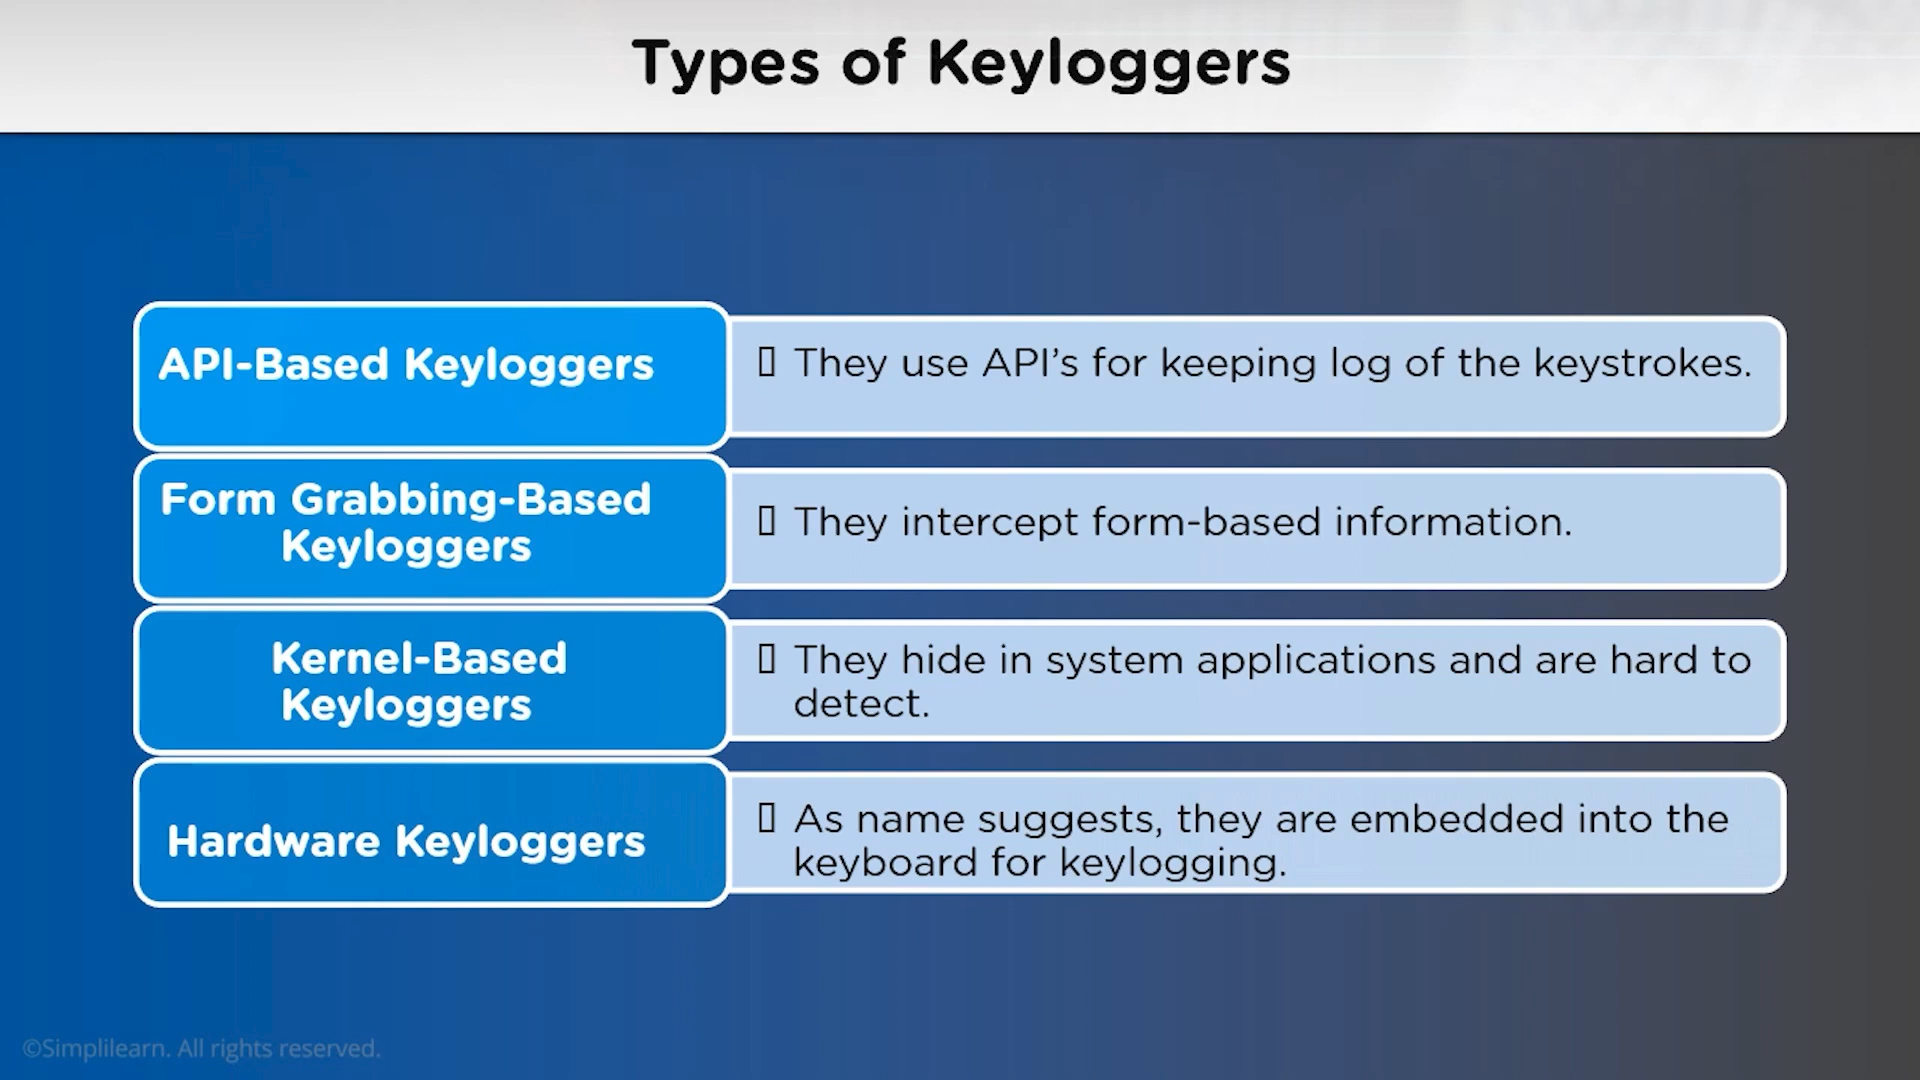 Types of Keyloggers
API-Based Keyloggers
They use API’s for keeping log of the keystrokes.
Form Grabbing-Based
Keyloggers
They intercept form-based information.
Kernel-Based
Keyloggers
They hide in system applications and are hard to
detect.
Hardware Keyloggers
As name suggests, they are embedded into the
keyboard for keylogging.
©Simplilearn. All rights reserved.